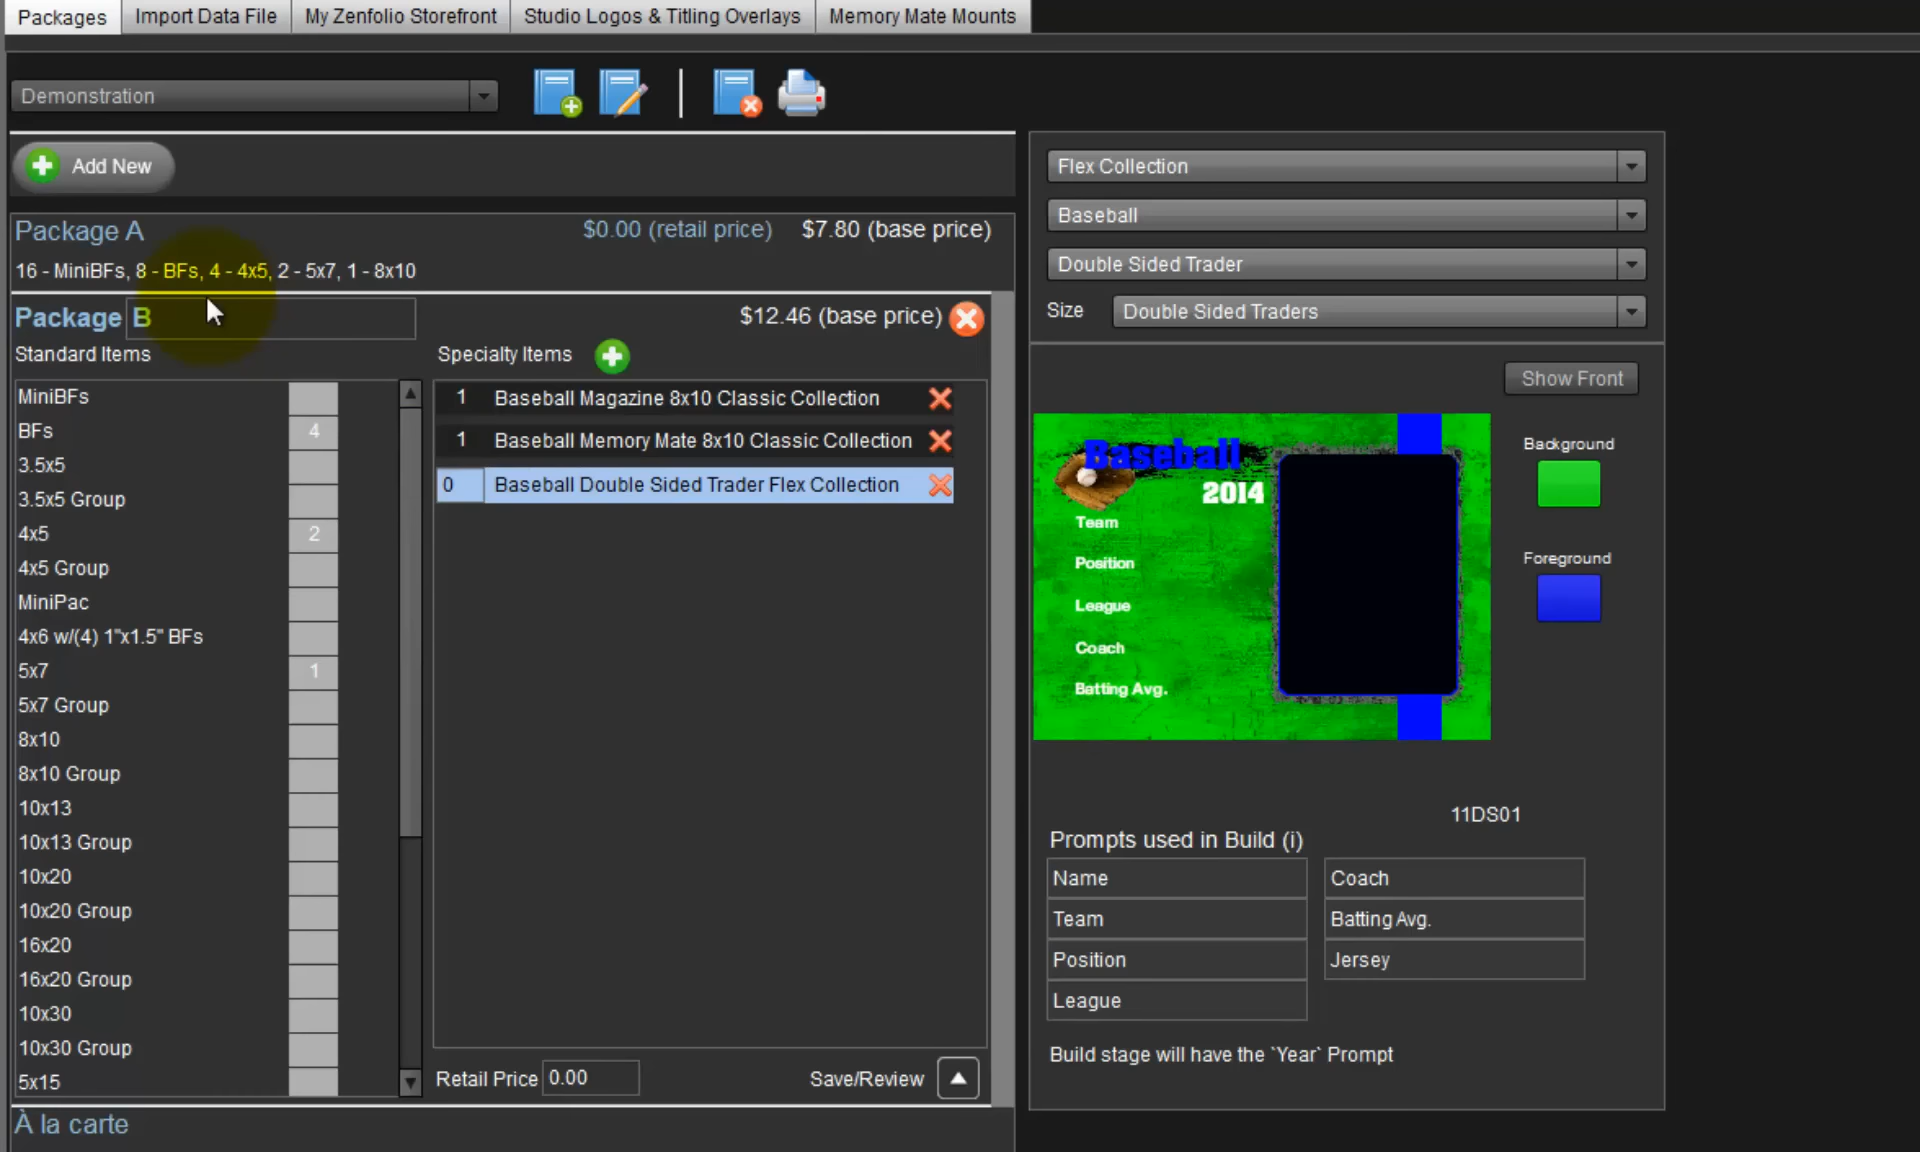 Packages
Import Data File
My Zenfolio Storefront
Studio Logos & Titling Overlays
Memory Mate Mounts
Demonstration
Add New
Package A
$0.00 (retail price)
$7.80 (base price)
16 - MiniBFs, 8 - BFs, 4 - 4x5, 2 - 5x7, 1 - 8x10
Package B
$12.46 (base price)
Standard Items
MiniBFs
BFs 4
3.5x5
3.5x5 Group
4x5 2
4x5 Group
MiniPac
4x6 w/(4) 1"x1.5" BFs
5x7 1
5x7 Group
8x10
8x10 Group
10x13
10x13 Group
10x20
10x20 Group
16x20
16x20 Group
10x30
10x30 Group
5x15
Specialty Items
1 Baseball Magazine 8x10 Classic Collection
1 Baseball Memory Mate 8x10 Classic Collection
0 Baseball Double Sided Trader Flex Collection
Retail Price 0.00
Save/Review
À la carte
Flex Collection
Baseball
Double Sided Trader
Size Double Sided Traders
Show Front
Baseball
2014
Team
Position
League
Coach
Batting Avg.
Background
Foreground
11DS01
Prompts used in Build (i)
Name
Team
Position
League
Coach
Batting Avg.
Jersey
Build stage will have the `Year` Prompt